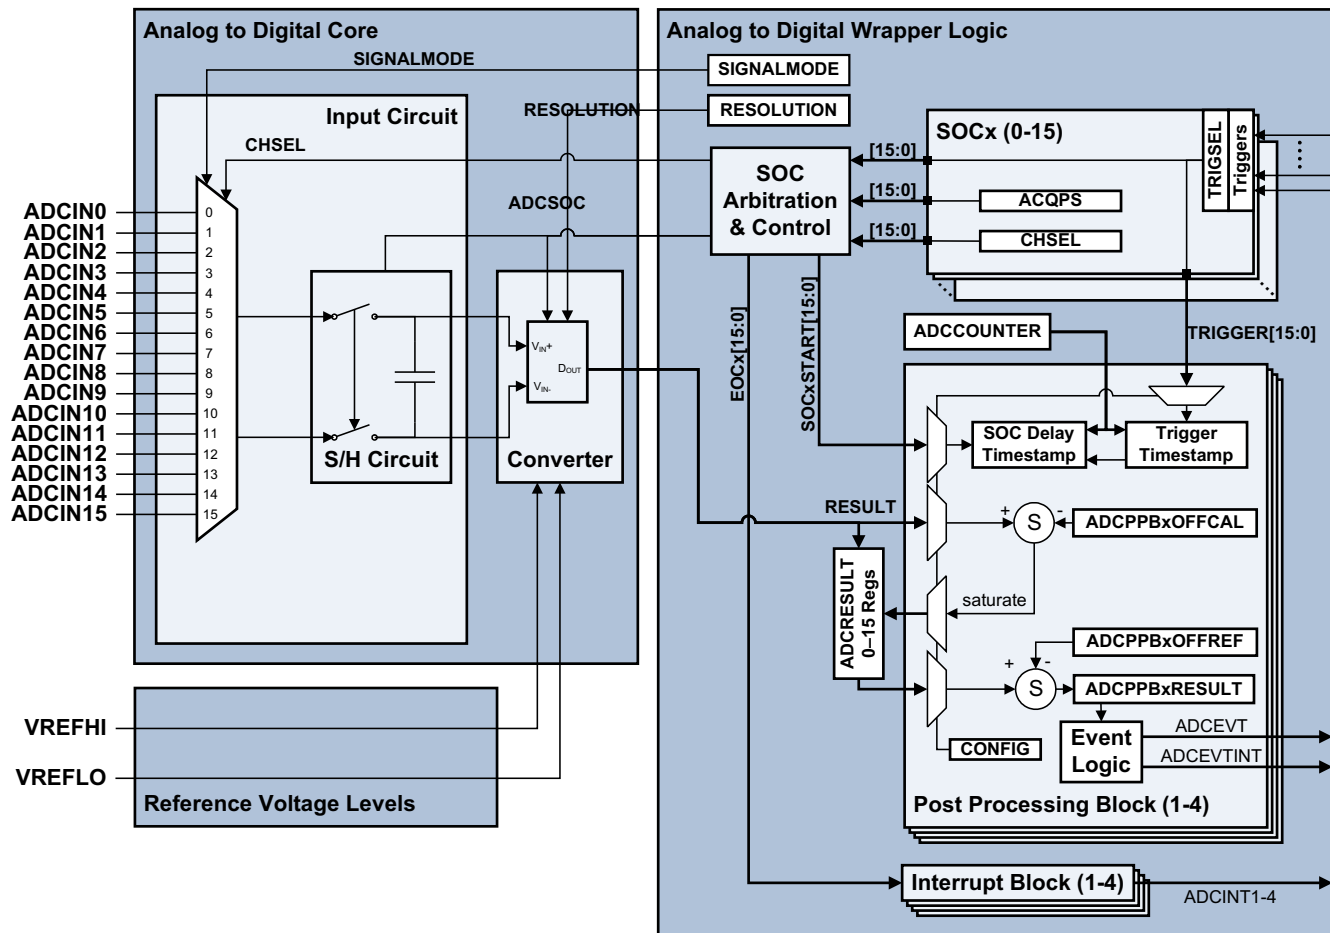 Analog to Digital Core
SIGNALMODE
Input Circuit
RESOLUTION
CHSEL
ADCSOC
ADCIN0
ADCIN1
ADCIN2
ADCIN3
ADCIN4
ADCIN5
ADCIN6
ADCIN7
ADCIN8
ADCIN9
ADCIN10
ADCIN11
ADCIN12
ADCIN13
ADCIN14
ADCIN15
0
1
2
3
4
5
6
7
8
9
10
11
12
13
14
15
S/H Circuit
VIN+
DOUT
VIN-
Converter
VREFHI
VREFLO
Reference Voltage Levels
Analog to Digital Wrapper Logic
SIGNALMODE
RESOLUTION
SOC
Arbitration
& Control
[15:0]
[15:0]
[15:0]
SOCx (0-15)
TRIGSEL
Triggers
ACQPS
CHSEL
EOCx[15:0]
SOCxSTART[15:0]
ADCCOUNTER
TRIGGER[15:0]
SOC Delay
Timestamp
Trigger
Timestamp
RESULT
+
S
-
ADCPPBxOFFCAL
ADCRESULT
0–15 Regs
saturate
ADCPPBxOFFREF
+
-
S
ADCPPBxRESULT
CONFIG
Event
Logic
ADCEVT
ADCEVTINT
Post Processing Block (1-4)
Interrupt Block (1-4)
ADCINT1-4